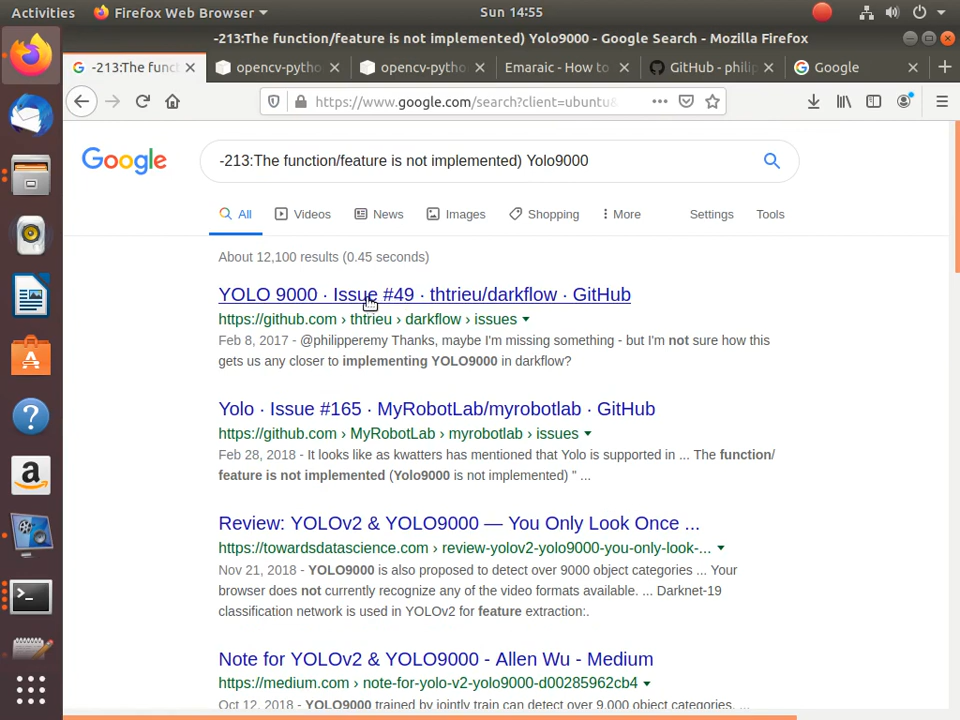 Activities
Firefox Web Browser
Sun 14:55
-213:The function/feature is not implemented) Yolo9000 - Google Search - Mozilla Firefox
-213:The func
opencv-pytho
opencv-pytho
Emaraic - How to
GitHub - philip
Google
https://www.google.com/search?client=ubuntu&
Google
-213:The function/feature is not implemented) Yolo9000
All
Videos
News
Images
Shopping
More
Settings
Tools
About 12,100 results (0.45 seconds)
YOLO 9000 · Issue #49 · thtrieu/darkflow · GitHub
https://github.com › thtrieu › darkflow › issues
Feb 8, 2017 - @philipperemy Thanks, maybe I'm missing something - but I'm not sure how this
gets us any closer to implementing YOLO9000 in darkflow?
Yolo · Issue #165 · MyRobotLab/myrobotlab · GitHub
https://github.com › MyRobotLab › myrobotlab › issues
Feb 28, 2018 - It looks like as kwatters has mentioned that Yolo is supported in ... The function/
feature is not implemented (Yolo9000 is not implemented) " ...
Review: YOLOv2 & YOLO9000 — You Only Look Once ...
https://towardsdatascience.com › review-yolov2-yolo9000-you-only-look-...
Nov 21, 2018 - YOLO9000 is also proposed to detect over 9000 object categories ... Your
browser does not currently recognize any of the video formats available. ... Darknet-19
classification network is used in YOLOv2 for feature extraction:.
Note for YOLOv2 & YOLO9000 - Allen Wu - Medium
https://medium.com › note-for-yolo-v2-yolo9000-d00285962cb4
Oct 12, 2018 - YOLO9000 trained by jointly train can detect over 9,000 object categories. ...